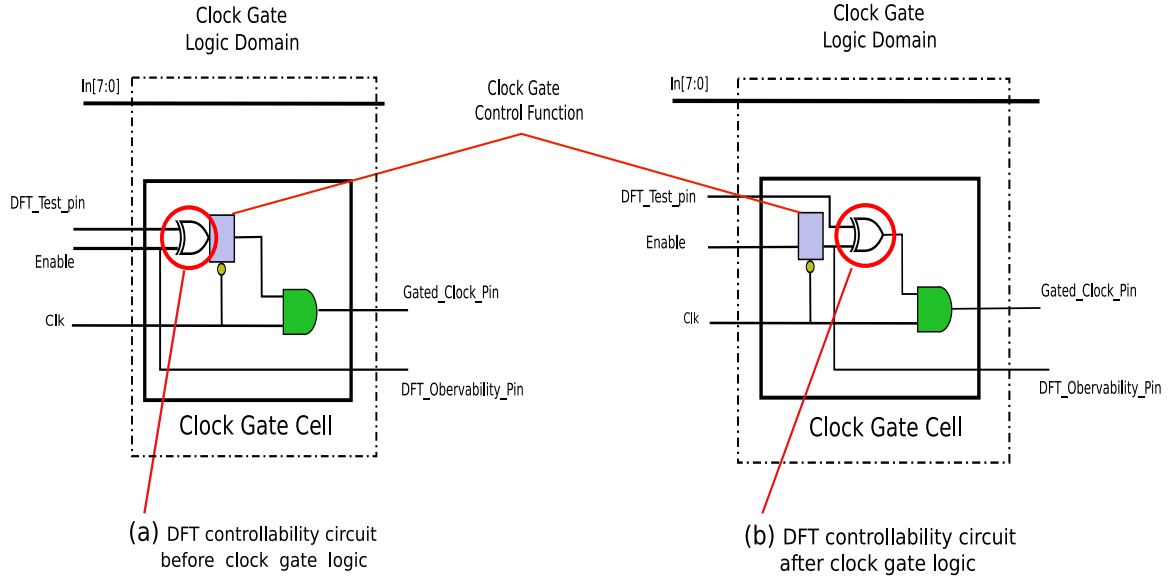 Clock Gate
Logic Domain
In[7:0]
DFT_Test_pin
Enable
Clk
Gated_Clock_Pin
DFT_Obervability_Pin
Clock Gate Cell
(a) DFT controllability circuit
before clock gate logic
Clock Gate
Control Function
Clock Gate
Logic Domain
In[7:0]
DFT_Test_pin
Enable
Clk
Gated_Clock_Pin
DFT_Obervability_Pin
Clock Gate Cell
(b) DFT controllability circuit
after clock gate logic